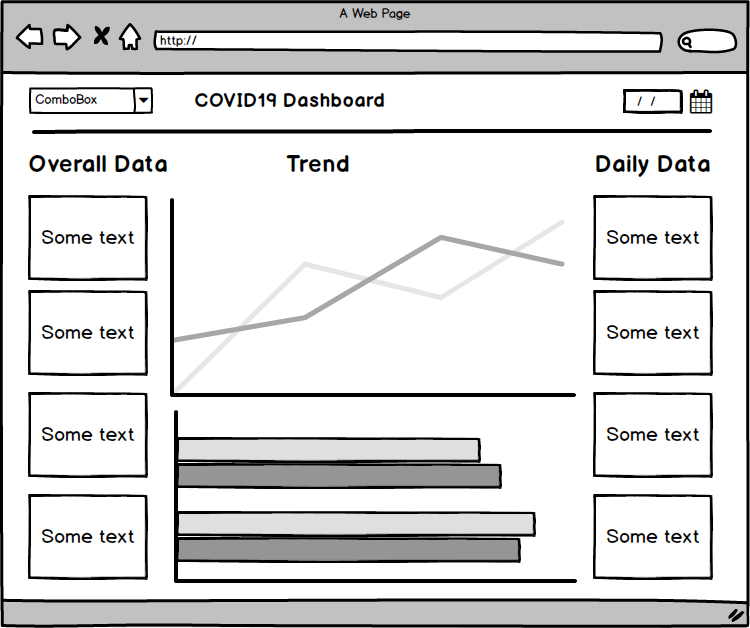 A Web Page
http://
ComboBox
COVID19 Dashboard
/ /
Overall Data
Trend
Daily Data
Some text
Some text
Some text
Some text
Some text
Some text
Some text
Some text